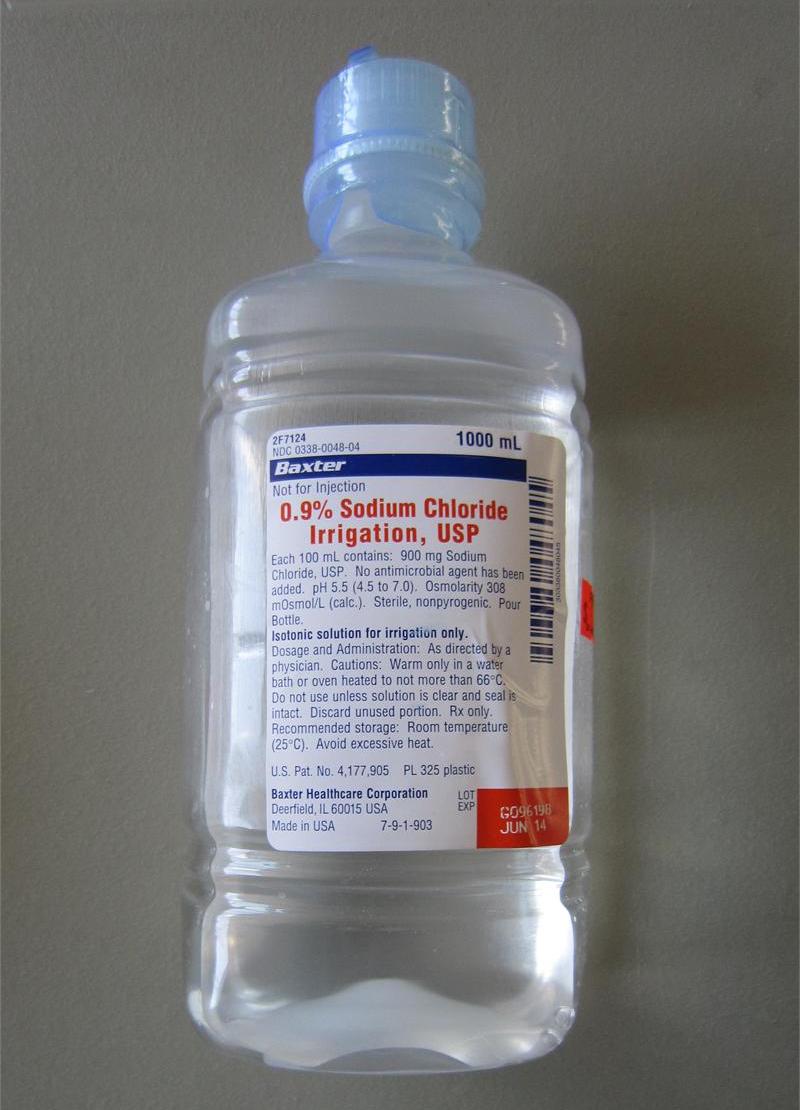 2F7124
NDC 0338-0048-04
1000 mL
Baxter
Not for Injection
0.9% Sodium Chloride
Irrigation, USP
Each 100 mL contains: 900 mg Sodium
Chloride, USP. No antimicrobial agent has been
added. pH 5.5 (4.5 to 7.0). Osmolarity 308
mOsmol/L (calc.). Sterile, nonpyrogenic. Pour
Bottle.
Isotonic solution for irrigation only.
Dosage and Administration: As directed by a
physician. Cautions: Warm only in a water
bath or oven heated to not more than 66°C.
Do not use unless solution is clear and seal is
intact. Discard unused portion. Rx only.
Recommended storage: Room temperature
(25°C). Avoid excessive heat.
U.S. Pat. No. 4,177,905 PL 325 plastic
Baxter Healthcare Corporation
Deerfield, IL 60015 USA
Made in USA 7-9-1-903
LOT G096198
EXP JUN 14